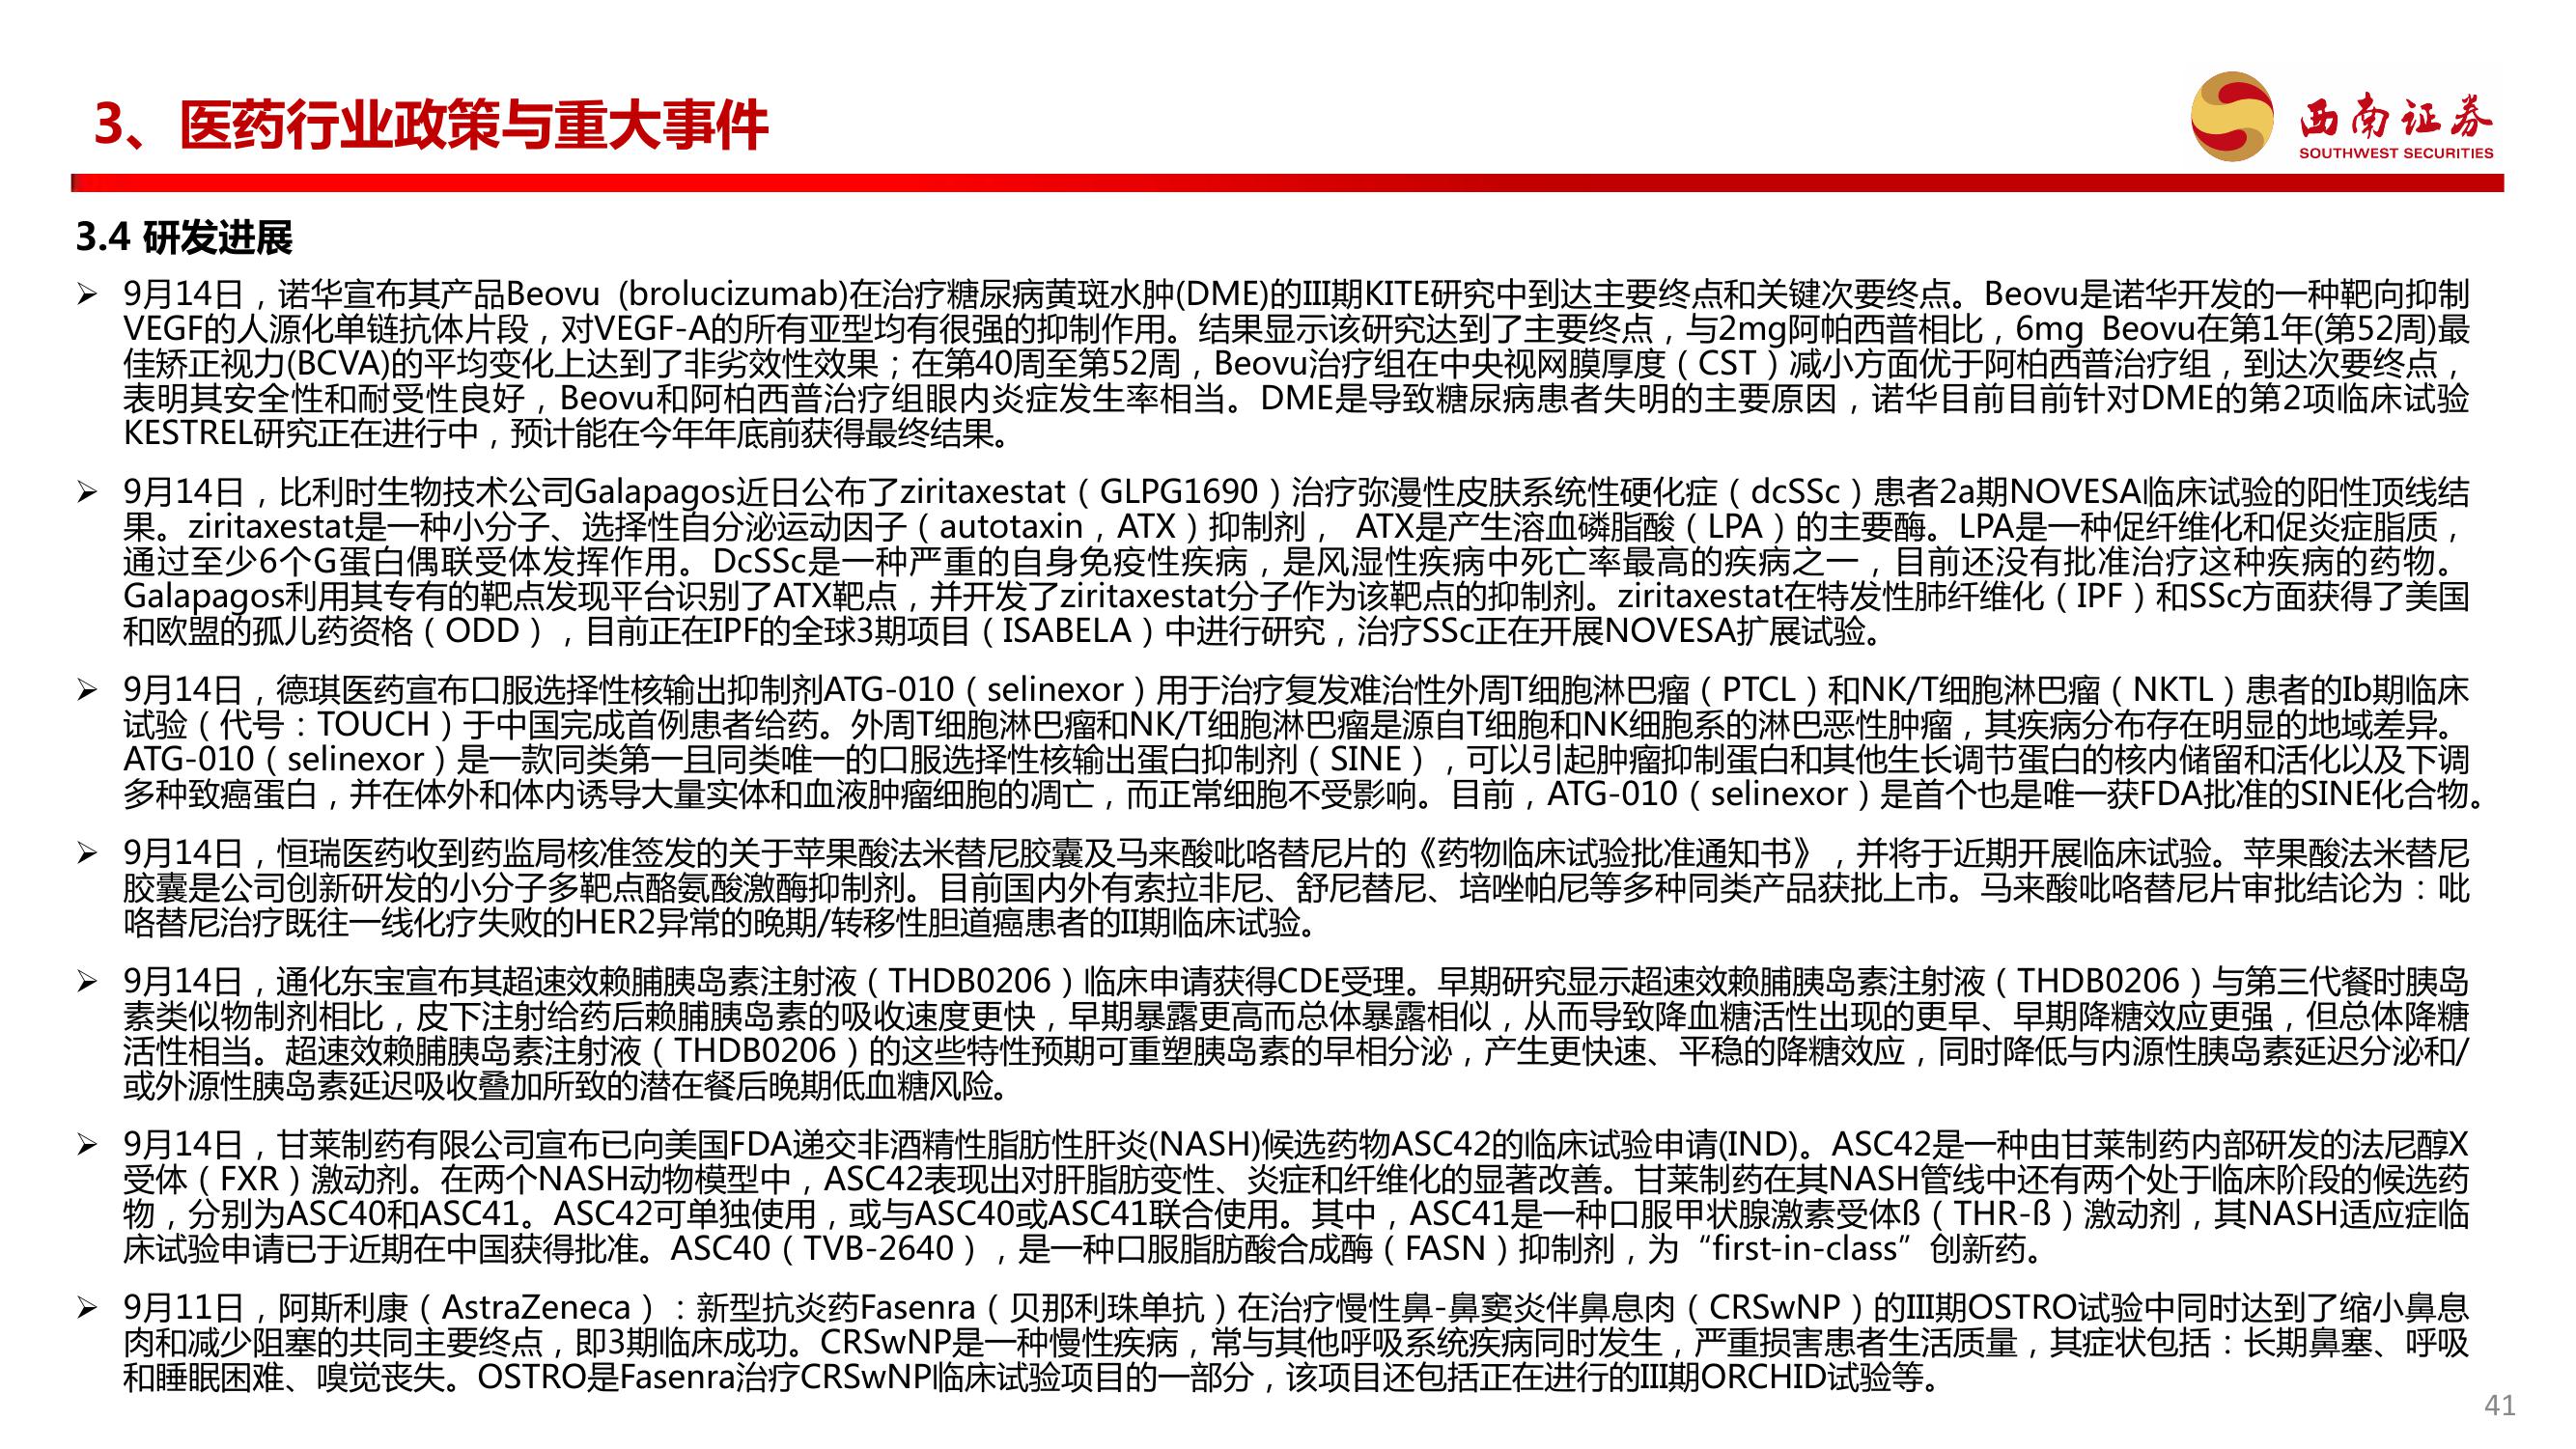 3、医药行业政策与重大事件
西南证券
SOUTHWEST SECURITIES
3.4 研发进展
➢ 9月14日，诺华宣布其产品Beovu (brolucizumab)在治疗糖尿病黄斑水肿(DME)的III期KITE研究中到达主要终点和关键次要终点。Beovu是诺华开发的一种靶向抑制
VEGF的人源化单链抗体片段，对VEGF-A的所有亚型均有很强的抑制作用。结果显示该研究达到了主要终点，与2mg阿帕西普相比，6mg Beovu在第1年(第52周)最
佳矫正视力(BCVA)的平均变化上达到了非劣效性效果；在第40周至第52周，Beovu治疗组在中央视网膜厚度（CST）减小方面优于阿柏西普治疗组，到达次要终点，
表明其安全性和耐受性良好，Beovu和阿柏西普治疗组眼内炎症发生率相当。DME是导致糖尿病患者失明的主要原因，诺华目前目前针对DME的第2项临床试验
KESTREL研究正在进行中，预计能在今年年底前获得最终结果。
➢ 9月14日，比利时生物技术公司Galapagos近日公布了ziritaxestat（GLPG1690）治疗弥漫性皮肤系统性硬化症（dcSSc）患者2a期NOVESA临床试验的阳性顶线结
果。ziritaxestat是一种小分子、选择性自分泌运动因子（autotaxin，ATX）抑制剂， ATX是产生溶血磷脂酸（LPA）的主要酶。LPA是一种促纤维化和促炎症脂质，
通过至少6个G蛋白偶联受体发挥作用。DcSSc是一种严重的自身免疫性疾病，是风湿性疾病中死亡率最高的疾病之一，目前还没有批准治疗这种疾病的药物。
Galapagos利用其专有的靶点发现平台识别了ATX靶点，并开发了ziritaxestat分子作为该靶点的抑制剂。ziritaxestat在特发性肺纤维化（IPF）和SSc方面获得了美国
和欧盟的孤儿药资格（ODD），目前正在IPF的全球3期项目（ISABELA）中进行研究，治疗SSc正在开展NOVESA扩展试验。
➢ 9月14日，德琪医药宣布口服选择性核输出抑制剂ATG-010（selinexor）用于治疗复发难治性外周T细胞淋巴瘤（PTCL）和NK/T细胞淋巴瘤（NKTL）患者的Ib期临床
试验（代号：TOUCH）于中国完成首例患者给药。外周T细胞淋巴瘤和NK/T细胞淋巴瘤是源自T细胞和NK细胞系的淋巴恶性肿瘤，其疾病分布存在明显的地域差异。
ATG-010（selinexor）是一款同类第一且同类唯一的口服选择性核输出蛋白抑制剂（SINE），可以引起肿瘤抑制蛋白和其他生长调节蛋白的核内储留和活化以及下调
多种致癌蛋白，并在体外和体内诱导大量实体和血液肿瘤细胞的凋亡，而正常细胞不受影响。目前，ATG-010（selinexor）是首个也是唯一获FDA批准的SINE化合物。
➢ 9月14日，恒瑞医药收到药监局核准签发的关于苹果酸法米替尼胶囊及马来酸吡咯替尼片的《药物临床试验批准通知书》，并将于近期开展临床试验。苹果酸法米替尼
胶囊是公司创新研发的小分子多靶点酪氨酸激酶抑制剂。目前国内外有索拉非尼、舒尼替尼、培唑帕尼等多种同类产品获批上市。马来酸吡咯替尼片审批结论为：吡
咯替尼治疗既往一线化疗失败的HER2异常的晚期/转移性胆道癌患者的II期临床试验。
➢ 9月14日，通化东宝宣布其超速效赖脯胰岛素注射液（THDB0206）临床申请获得CDE受理。早期研究显示超速效赖脯胰岛素注射液（THDB0206）与第三代餐时胰岛
素类似物制剂相比，皮下注射给药后赖脯胰岛素的吸收速度更快，早期暴露更高而总体暴露相似，从而导致降血糖活性出现的更早、早期降糖效应更强，但总体降糖
活性相当。超速效赖脯胰岛素注射液（THDB0206）的这些特性预期可重塑胰岛素的早相分泌，产生更快速、平稳的降糖效应，同时降低与内源性胰岛素延迟分泌和/
或外源性胰岛素延迟吸收叠加所致的潜在餐后晚期低血糖风险。
➢ 9月14日，甘莱制药有限公司宣布已向美国FDA递交非酒精性脂肪性肝炎(NASH)候选药物ASC42的临床试验申请(IND)。ASC42是一种由甘莱制药内部研发的法尼醇X
受体（FXR）激动剂。在两个NASH动物模型中，ASC42表现出对肝脂肪变性、炎症和纤维化的显著改善。甘莱制药在其NASH管线中还有两个处于临床阶段的候选药
物，分别为ASC40和ASC41。ASC42可单独使用，或与ASC40或ASC41联合使用。其中，ASC41是一种口服甲状腺激素受体ß（THR-ß）激动剂，其NASH适应症临
床试验申请已于近期在中国获得批准。ASC40（TVB-2640），是一种口服脂肪酸合成酶（FASN）抑制剂，为“first-in-class”创新药。
➢ 9月11日，阿斯利康（AstraZeneca）：新型抗炎药Fasenra（贝那利珠单抗）在治疗慢性鼻-鼻窦炎伴鼻息肉（CRSwNP）的III期OSTRO试验中同时达到了缩小鼻息
肉和减少阻塞的共同主要终点，即3期临床成功。CRSwNP是一种慢性疾病，常与其他呼吸系统疾病同时发生，严重损害患者生活质量，其症状包括：长期鼻塞、呼吸
和睡眠困难、嗅觉丧失。OSTRO是Fasenra治疗CRSwNP临床试验项目的一部分，该项目还包括正在进行的III期ORCHID试验等。
41